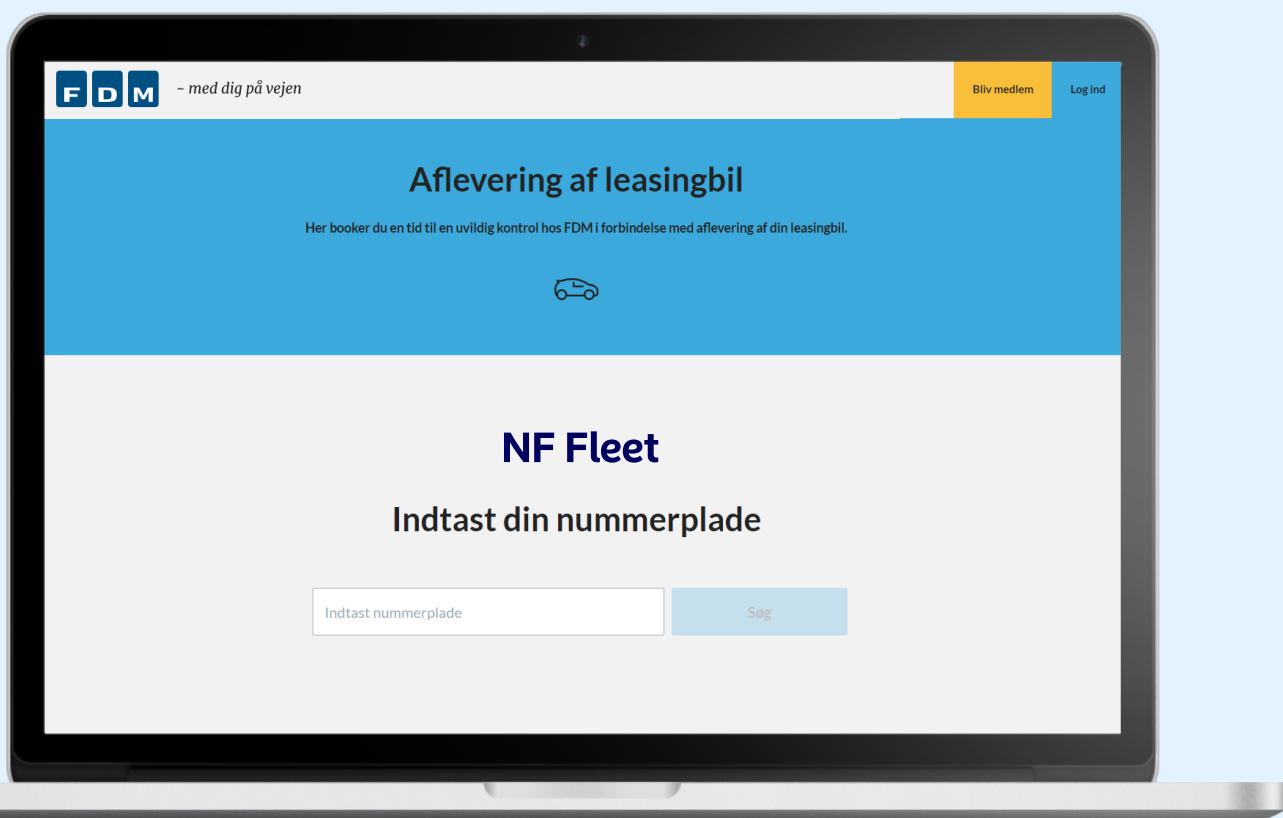 FDM – med dig på vejen
Bliv medlem
Log ind
Aflevering af leasingbil
Her booker du en tid til en uvildig kontrol hos FDM i forbindelse med aflevering af din leasingbil.
NF Fleet
Indtast din nummerplade
Indtast nummerplade
Søg